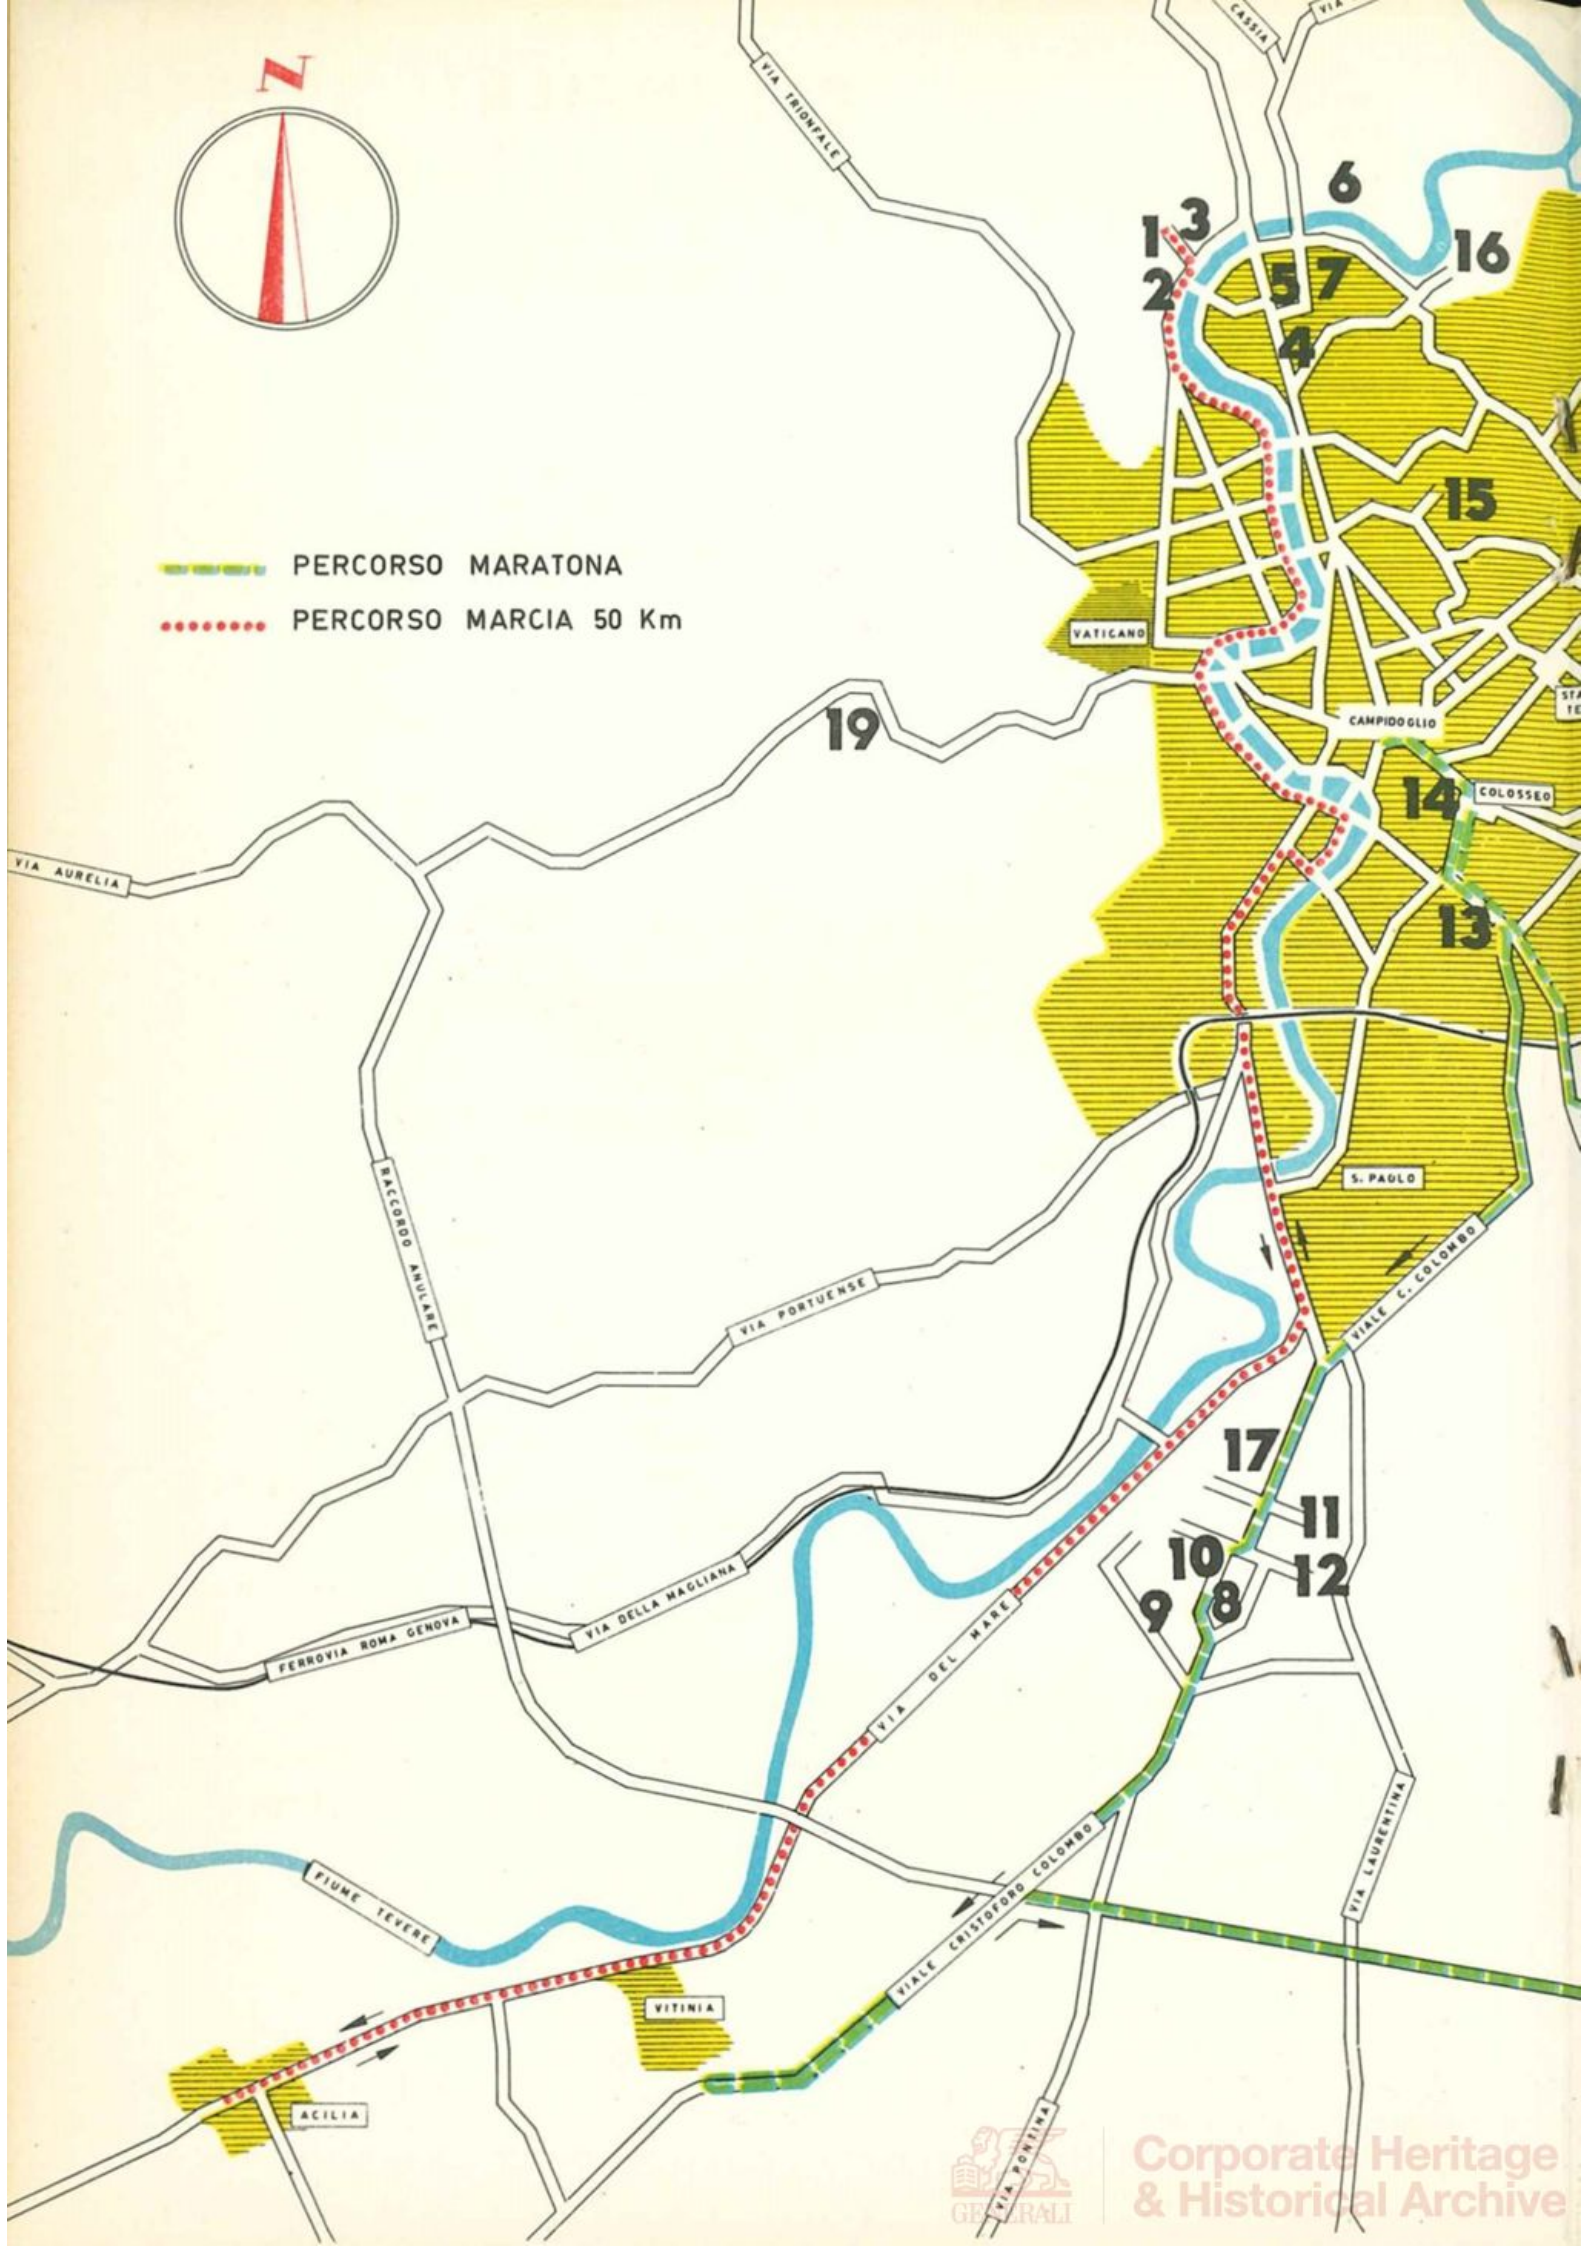 CASSIA
VIA
VIA TRIONFALE
N
6
1
3
16
2
5
7
4
15
PERCORSO MARATONA
PERCORSO MARCIA 50 Km
VATICANO
STA
TE
CAMPIDOGLIO
19
14
COLOSSEO
VIA AURELIA
13
S. PAOLO
RACCORDO ANULARE
VIALE C. COLOMBO
VIA PORTUENSE
17
11
10
12
9
8
VIA DELLA MAGLIANA
FERROVIA ROMA GENOVA
VIA DEL MARE
VIA LAURENTINA
VIALE CRISTOFORO COLOMBO
FIUME TEVERE
VITINIA
ACILIA
VIA PONTINA
GENERALI
Corporate Heritage
& Historical Archive